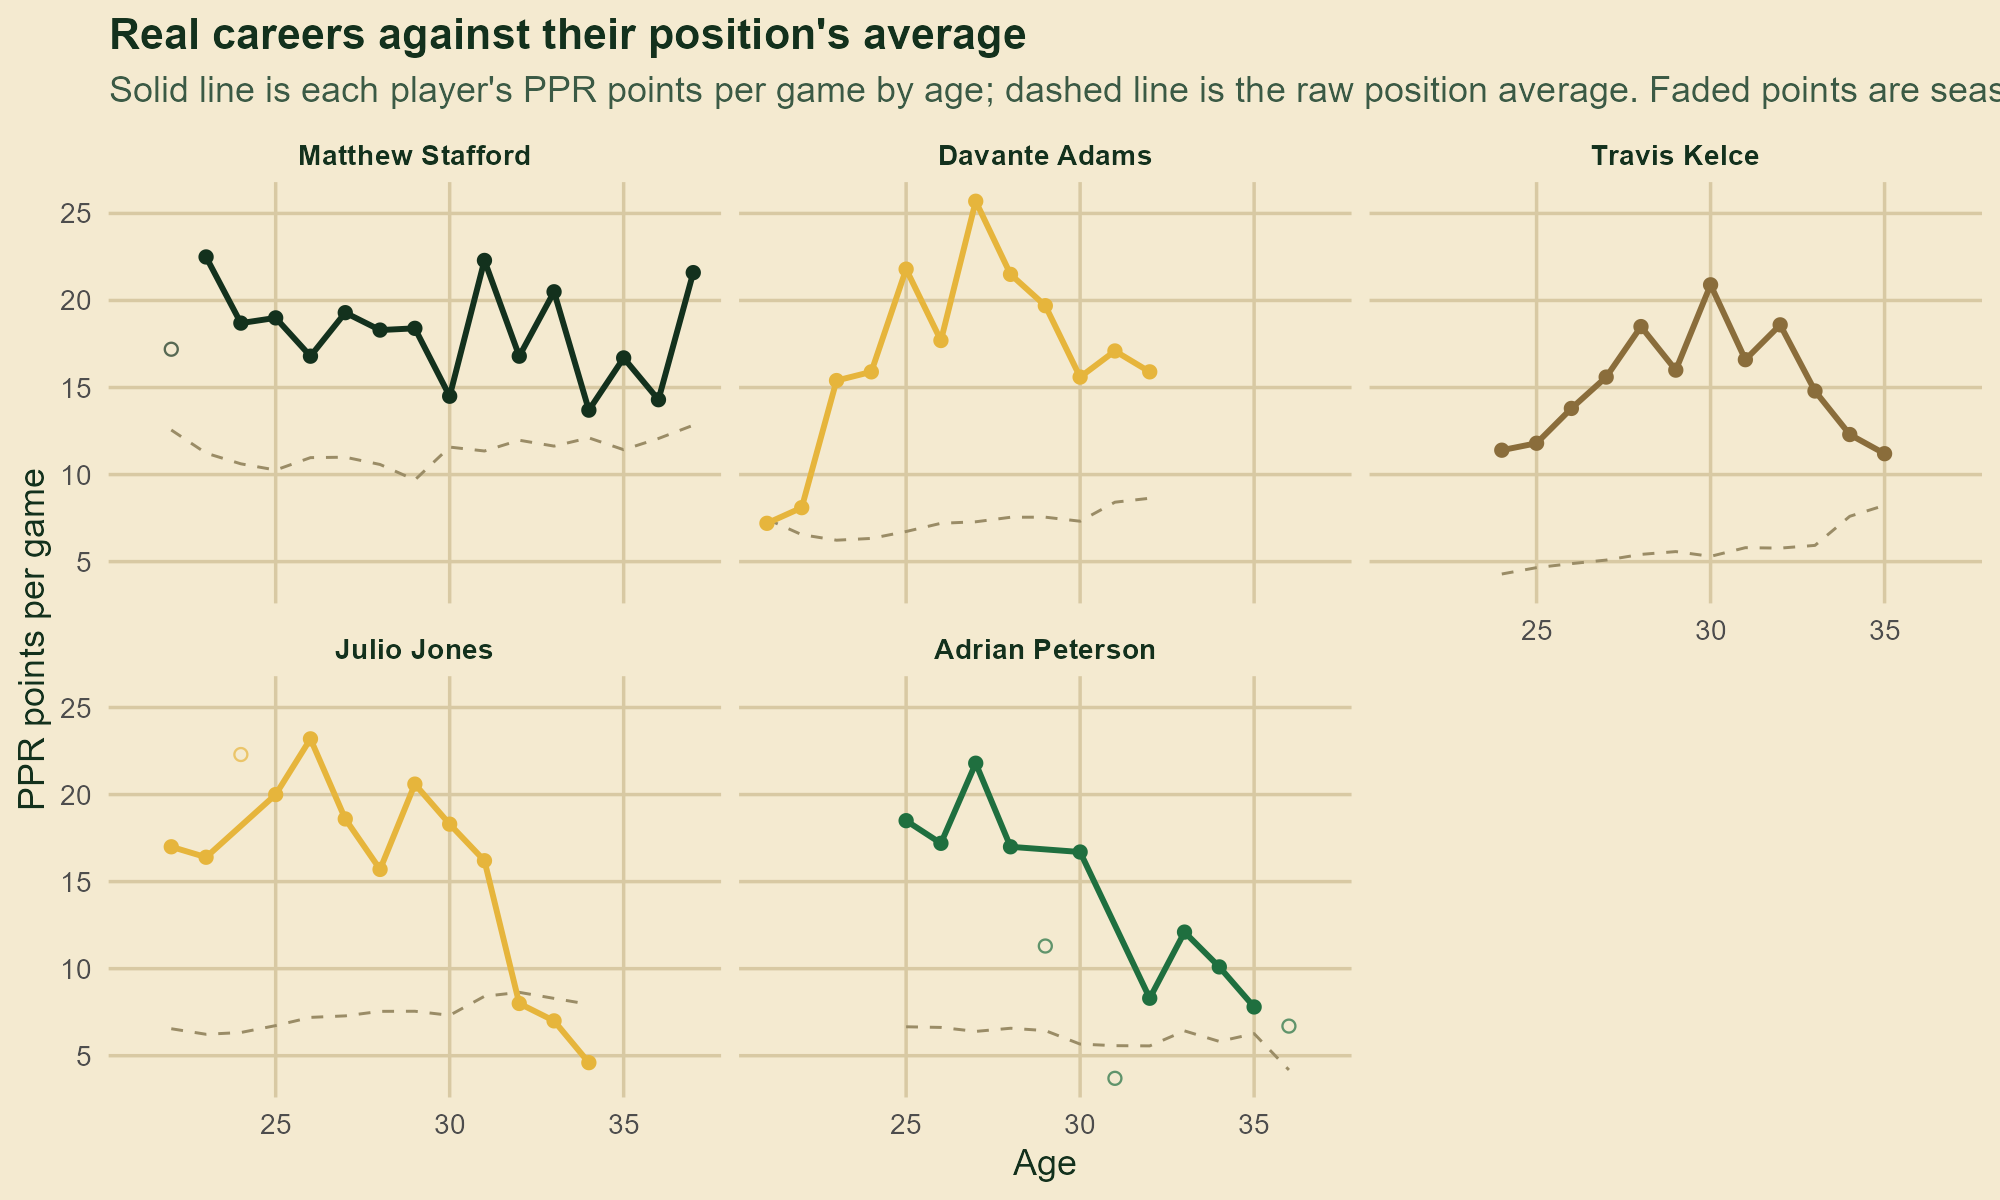 Real careers against their position's average
Solid line is each player's PPR points per game by age; dashed line is the raw position average. Faded points are seas
Matthew Stafford
Davante Adams
Travis Kelce
25
20
15
10
5
25
30
35
Julio Jones
Adrian Peterson
25
20
15
10
5
25
30
35
25
30
35
PPR points per game
Age